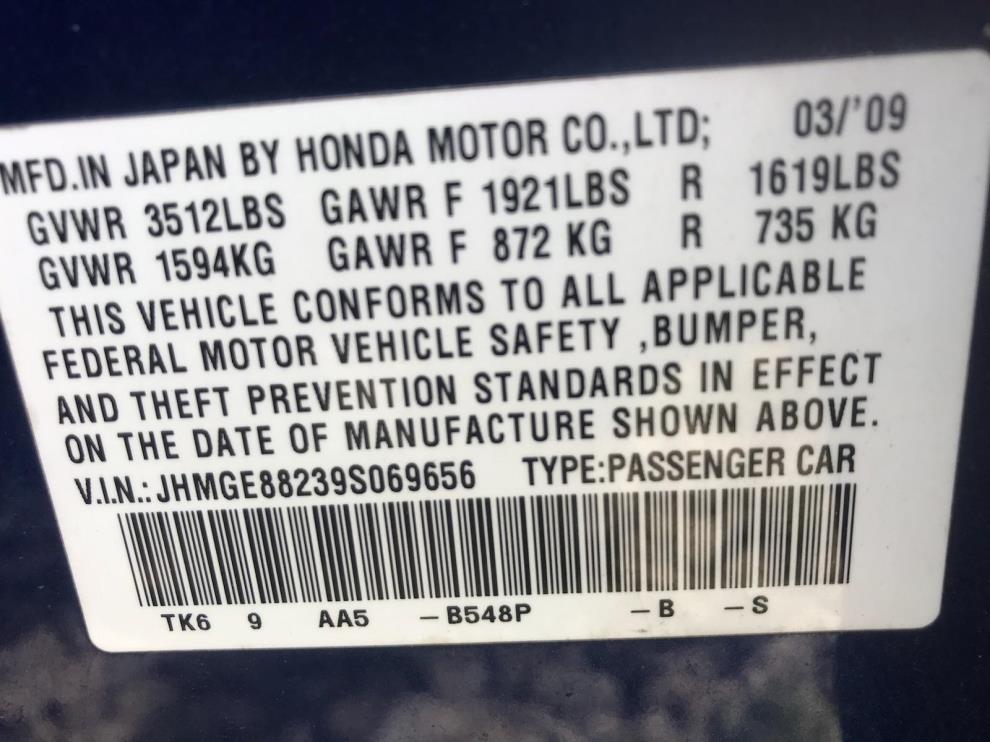 MFD.IN JAPAN BY HONDA MOTOR CO.,LTD; 03/'09
GVWR 3512LBS GAWR F 1921LBS R 1619LBS
GVWR 1594KG GAWR F 872 KG R 735 KG
THIS VEHICLE CONFORMS TO ALL APPLICABLE
FEDERAL MOTOR VEHICLE SAFETY ,BUMPER,
AND THEFT PREVENTION STANDARDS IN EFFECT
ON THE DATE OF MANUFACTURE SHOWN ABOVE.
V.I.N.: JHMGE88239S069656 TYPE:PASSENGER CAR
TK6 9 AA5 –B548P –B –S